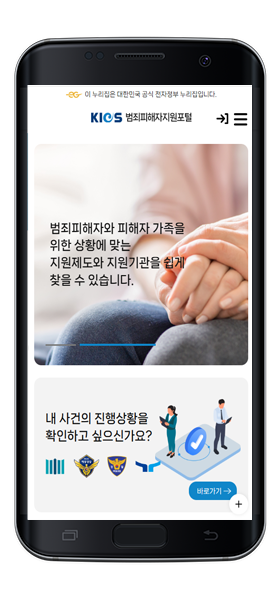 이 누리집은 대한민국 공식 전자정부 누리집입니다.
KICS 범죄피해자지원포털
범죄피해자와 피해자 가족을
위한 상황에 맞는
지원제도와 지원기관을 쉽게
찾을 수 있습니다.
내 사건의 진행상황을
확인하고 싶으신가요?
바로가기 →
+